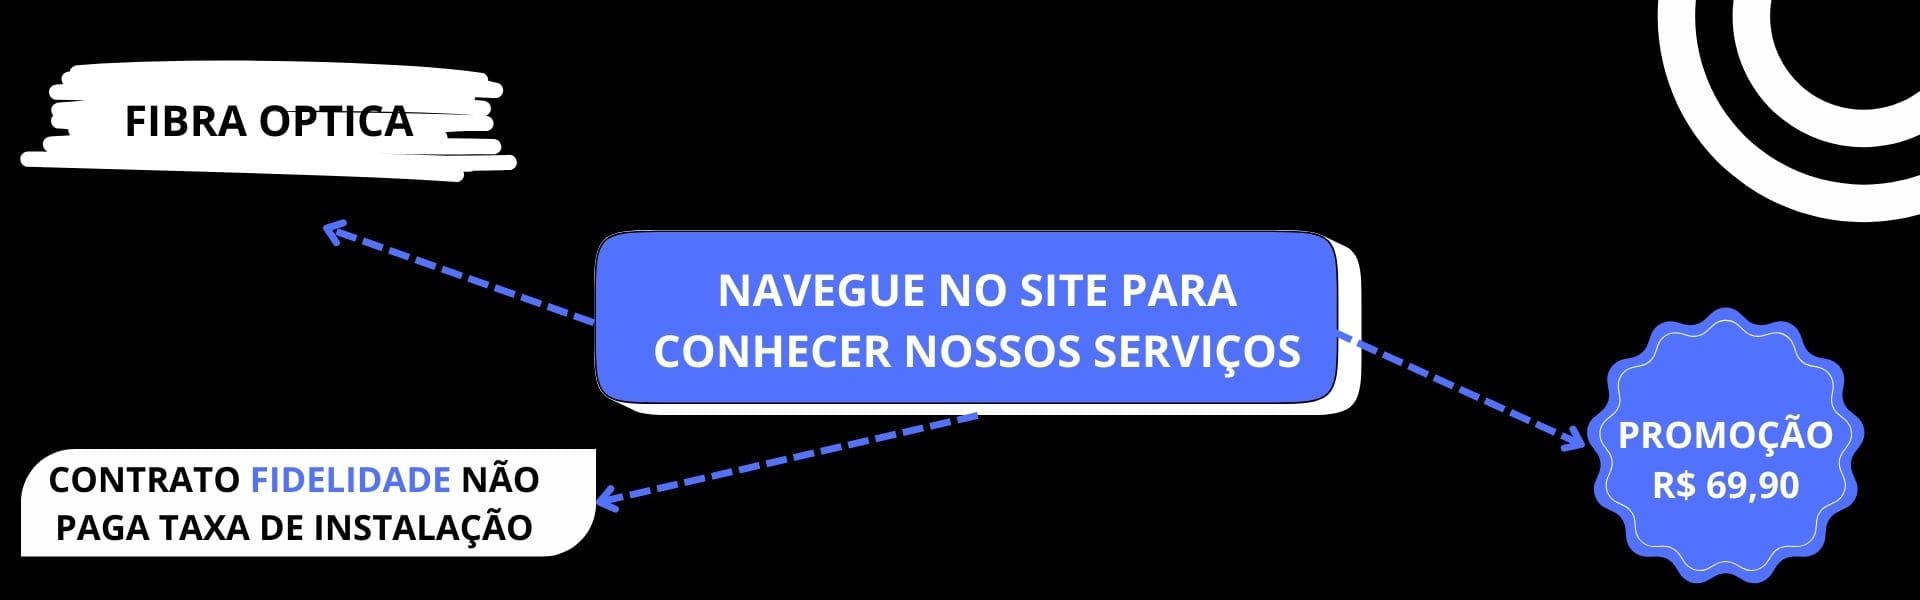 FIBRA OPTICA
NAVEGUE NO SITE PARA
CONHECER NOSSOS SERVIÇOS
CONTRATO FIDELIDADE NÃO
PAGA TAXA DE INSTALAÇÃO
PROMOÇÃO
R$ 69,90